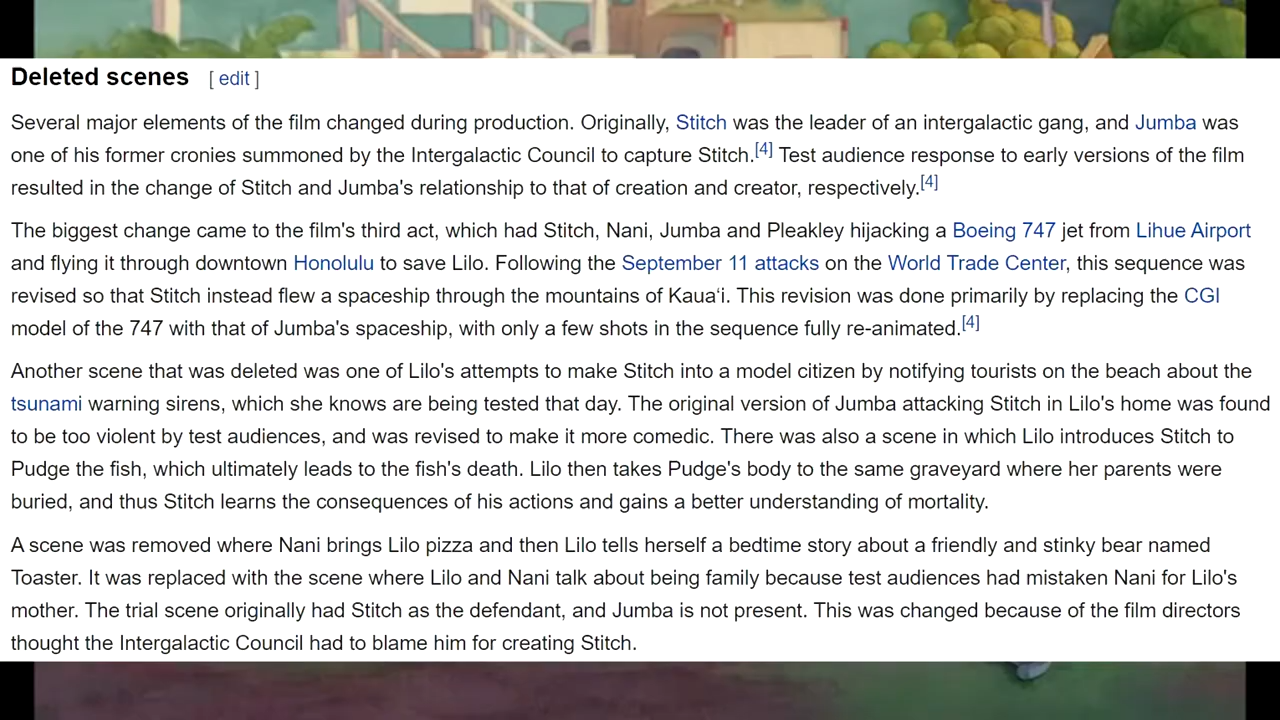 Deleted scenes [ edit ]
Several major elements of the film changed during production. Originally, Stitch was the leader of an intergalactic gang, and Jumba was
one of his former cronies summoned by the Intergalactic Council to capture Stitch.[4] Test audience response to early versions of the film
resulted in the change of Stitch and Jumba's relationship to that of creation and creator, respectively.[4]
The biggest change came to the film's third act, which had Stitch, Nani, Jumba and Pleakley hijacking a Boeing 747 jet from Lihue Airport
and flying it through downtown Honolulu to save Lilo. Following the September 11 attacks on the World Trade Center, this sequence was
revised so that Stitch instead flew a spaceship through the mountains of Kauaʻi. This revision was done primarily by replacing the CGI
model of the 747 with that of Jumba's spaceship, with only a few shots in the sequence fully re-animated.[4]
Another scene that was deleted was one of Lilo's attempts to make Stitch into a model citizen by notifying tourists on the beach about the
tsunami warning sirens, which she knows are being tested that day. The original version of Jumba attacking Stitch in Lilo's home was found
to be too violent by test audiences, and was revised to make it more comedic. There was also a scene in which Lilo introduces Stitch to
Pudge the fish, which ultimately leads to the fish's death. Lilo then takes Pudge's body to the same graveyard where her parents were
buried, and thus Stitch learns the consequences of his actions and gains a better understanding of mortality.
A scene was removed where Nani brings Lilo pizza and then Lilo tells herself a bedtime story about a friendly and stinky bear named
Toaster. It was replaced with the scene where Lilo and Nani talk about being family because test audiences had mistaken Nani for Lilo's
mother. The trial scene originally had Stitch as the defendant, and Jumba is not present. This was changed because of the film directors
thought the Intergalactic Council had to blame him for creating Stitch.